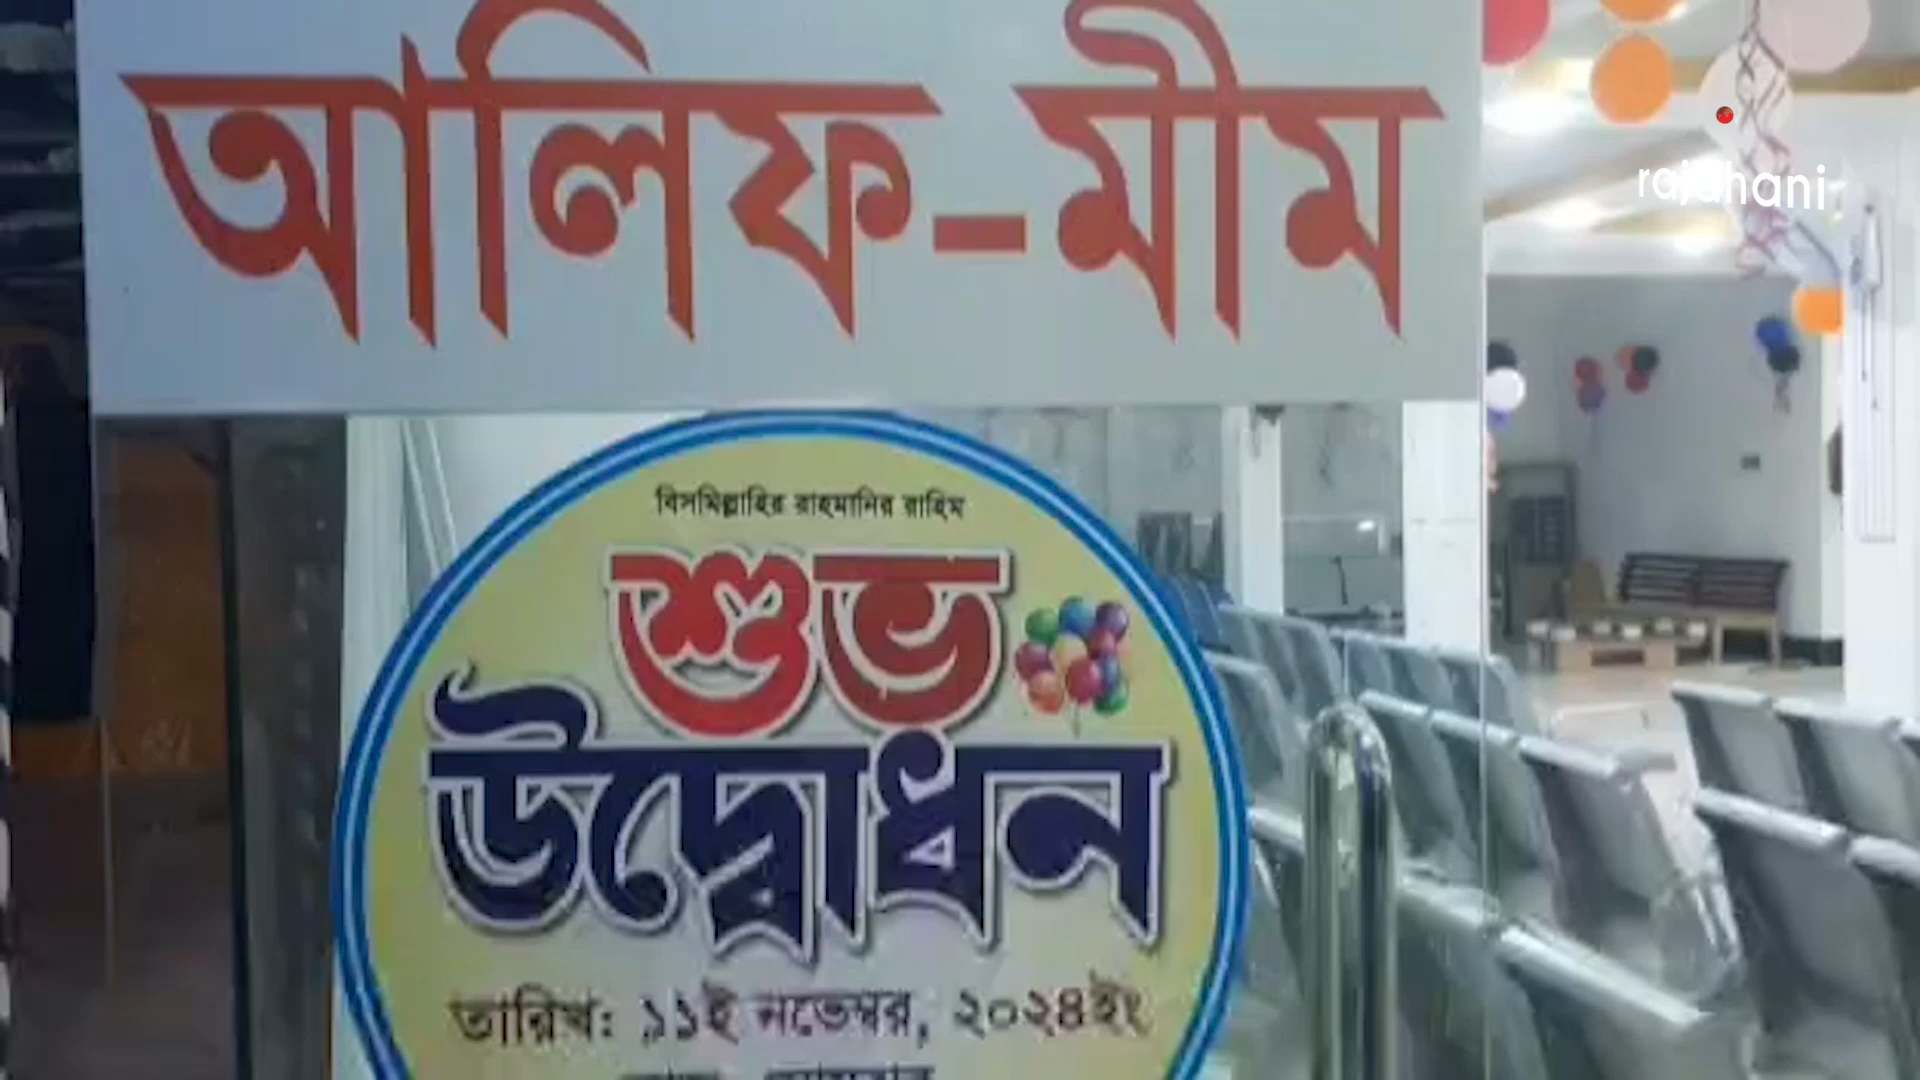 আলিফ-মীম
rajdhani
বিসমিল্লাহির রাহমানির রাহিম
শুভ
উদ্বোধন
তারিখ: ১১ই নভেম্বর, ২০২৪ইং